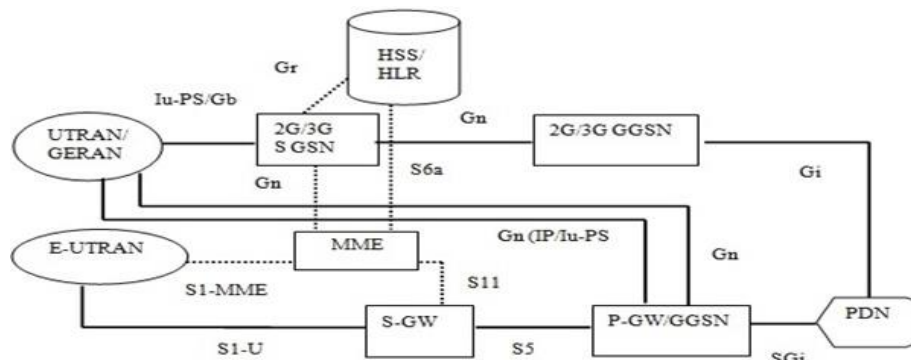 HSS/
HLR
Gr
Iu-PS/Gb
2G/3G
S GSN
Gn
2G/3G GGSN
UTRAN/
GERAN
Gn
S6a
Gi
E-UTRAN
MME
Gn (IP/Iu-PS
Gn
S1-MME
S11
S-GW
P-GW/GGSN
PDN
S1-U
S5
SGi